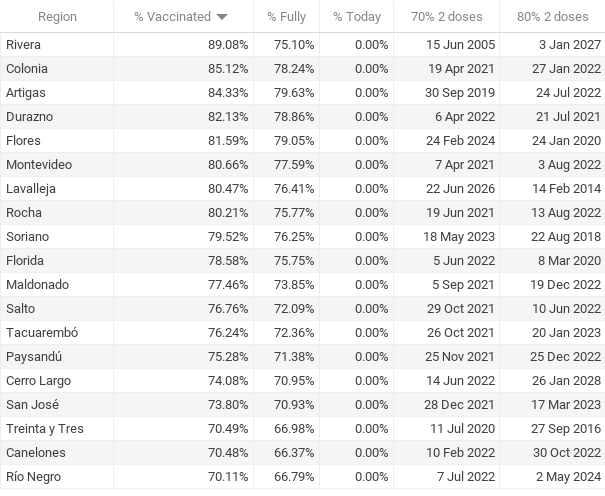 Region % Vaccinated % Fully % Today 70% 2 doses 80% 2 doses
Rivera 89.08% 75.10% 0.00% 15 Jun 2005 3 Jan 2027
Colonia 85.12% 78.24% 0.00% 19 Apr 2021 27 Jan 2022
Artigas 84.33% 79.63% 0.00% 30 Sep 2019 24 Jul 2022
Durazno 82.13% 78.86% 0.00% 6 Apr 2022 21 Jul 2021
Flores 81.59% 79.05% 0.00% 24 Feb 2024 24 Jan 2020
Montevideo 80.66% 77.59% 0.00% 7 Apr 2021 3 Aug 2022
Lavalleja 80.47% 76.41% 0.00% 22 Jun 2026 14 Feb 2014
Rocha 80.21% 75.77% 0.00% 19 Jun 2021 13 Aug 2022
Soriano 79.52% 76.25% 0.00% 18 May 2023 22 Aug 2018
Florida 78.58% 75.75% 0.00% 5 Jun 2022 8 Mar 2020
Maldonado 77.46% 73.85% 0.00% 5 Sep 2021 19 Dec 2022
Salto 76.76% 72.09% 0.00% 29 Oct 2021 10 Jun 2022
Tacuarembó 76.24% 72.36% 0.00% 26 Oct 2021 20 Jan 2023
Paysandú 75.28% 71.38% 0.00% 25 Nov 2021 25 Dec 2022
Cerro Largo 74.08% 70.95% 0.00% 14 Jun 2022 26 Jan 2028
San José 73.80% 70.93% 0.00% 28 Dec 2021 17 Mar 2023
Treinta y Tres 70.49% 66.98% 0.00% 11 Jul 2020 27 Sep 2016
Canelones 70.48% 66.37% 0.00% 10 Feb 2022 30 Oct 2022
Río Negro 70.11% 66.79% 0.00% 7 Jul 2022 2 May 2024